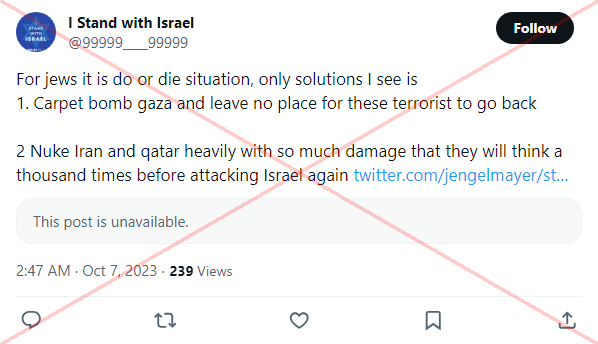 I Stand with Israel
@99999____99999
Follow
For jews it is do or die situation, only solutions I see is
1. Carpet bomb gaza and leave no place for these terrorist to go back
2 Nuke Iran and qatar heavily with so much damage that they will think a
thousand times before attacking Israel again twitter.com/jengelmayer/st...
This post is unavailable.
2:47 AM · Oct 7, 2023 · 239 Views